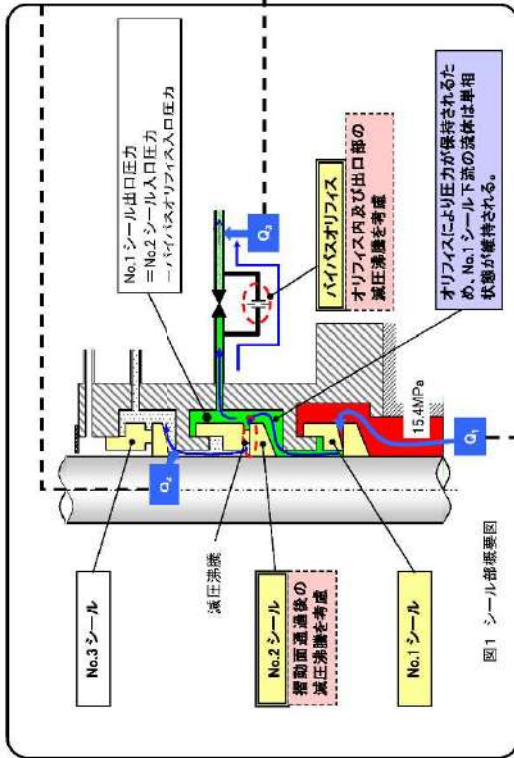 No.3 シール
減圧沸騰
No.2 シール
摺動面通過後の
減圧沸騰を考慮
No.1 シール
図1 シール部概要図
Q₂
15.4MPa
Q₁
No.1 シール出口圧力
＝No.2 シール入口圧力
＝バイパスオリフィス入口圧力
Q₃
バイパスオリフィス
オリフィス内及び出口部の
減圧沸騰を考慮
オリフィスにより圧力が保持されるた
め、No.1 シール下流の流体は単相
状態が維持される。